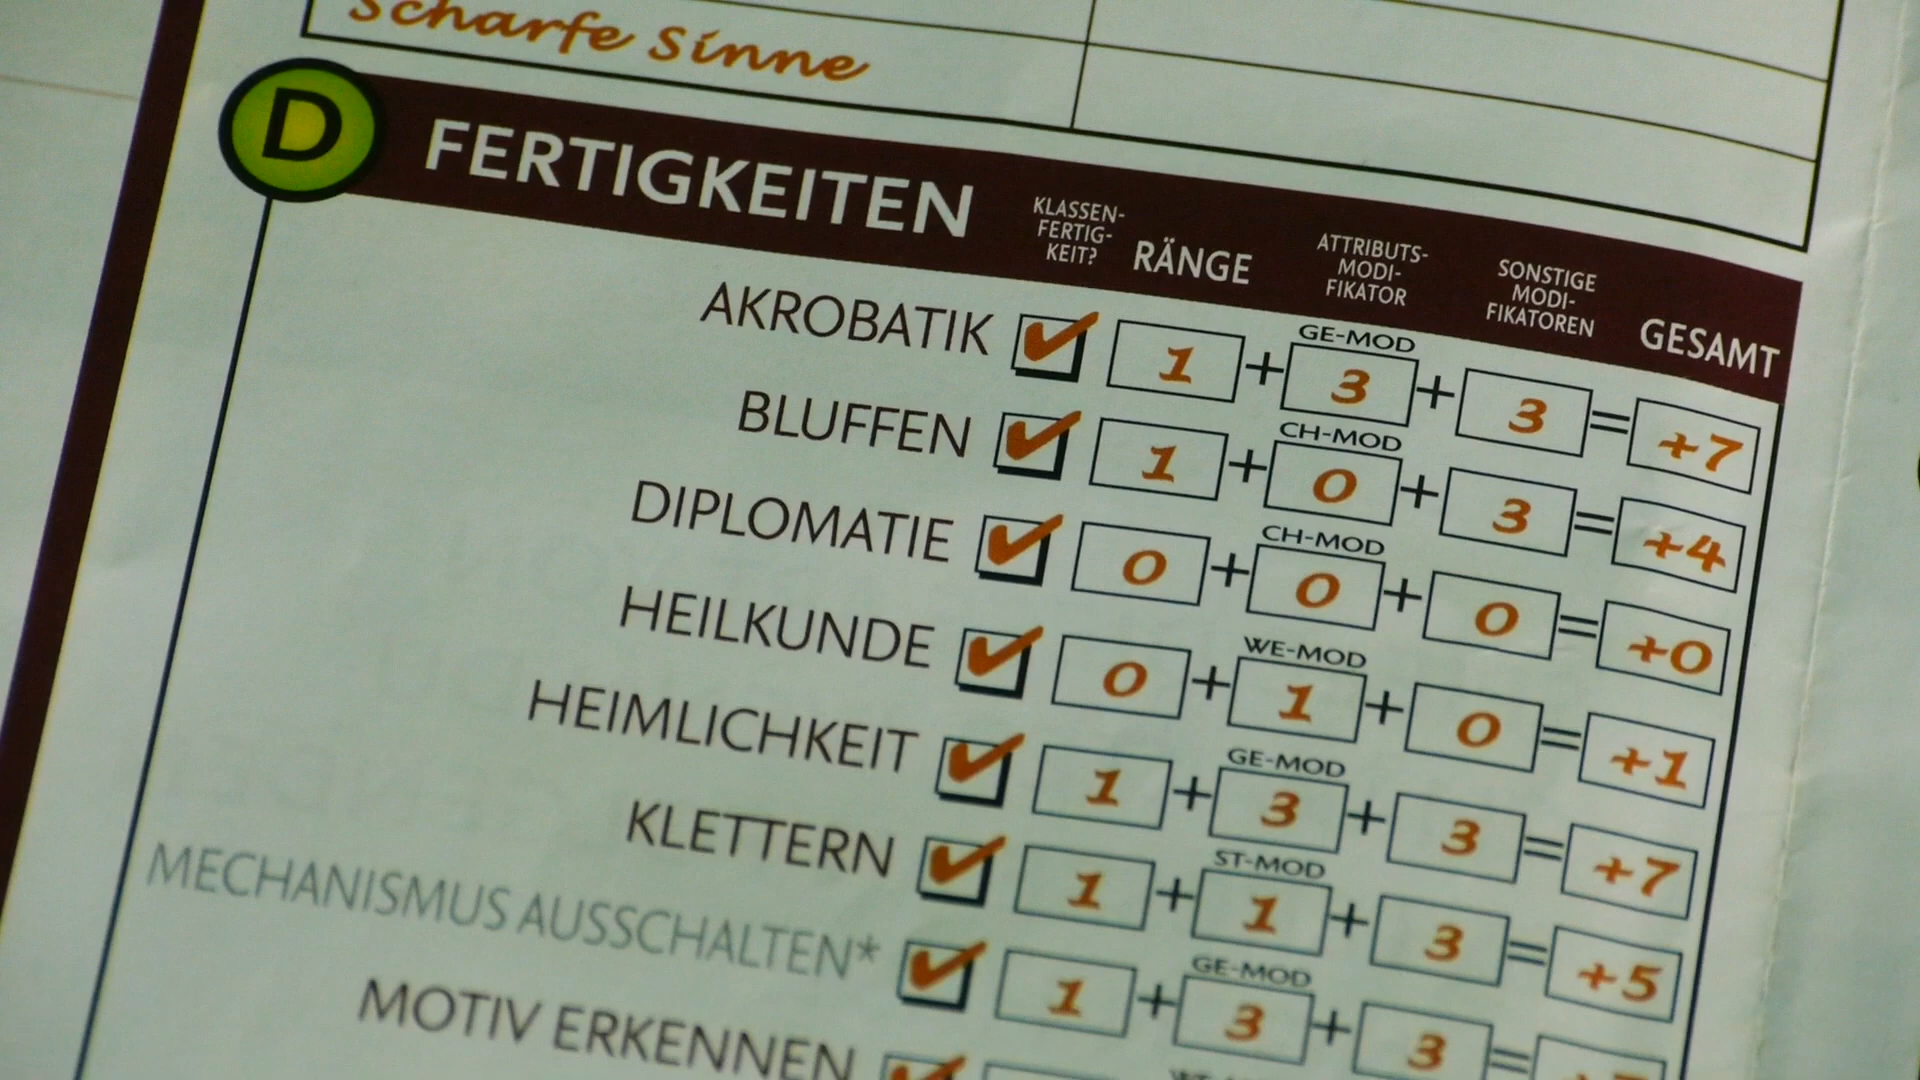 Scharfe Sinne
D FERTIGKEITEN
KLASSEN-
FERTIG-
KEIT?
RÄNGE
ATTRIBUTS-
MODI-
FIKATOR
SONSTIGE
MODI-
FIKATOREN
GESAMT
GE-MOD
AKROBATIK ✔ 1 + 3 + 3 = +7
CH-MOD
BLUFFEN ✔ 1 + 0 + 3 = +4
CH-MOD
DIPLOMATIE ✔ 0 + 0 + 0 = +0
WE-MOD
HEILKUNDE ✔ 0 + 1 + 0 = +1
GE-MOD
HEIMLICHKEIT ✔ 1 + 3 + 3 = +7
ST-MOD
KLETTERN ✔ 1 + 1 + 3 = +5
GE-MOD
MECHANISMUS AUSSCHALTEN* ✔ 1 + 3 + 3 =
MOTIV ERKENNEN ✔